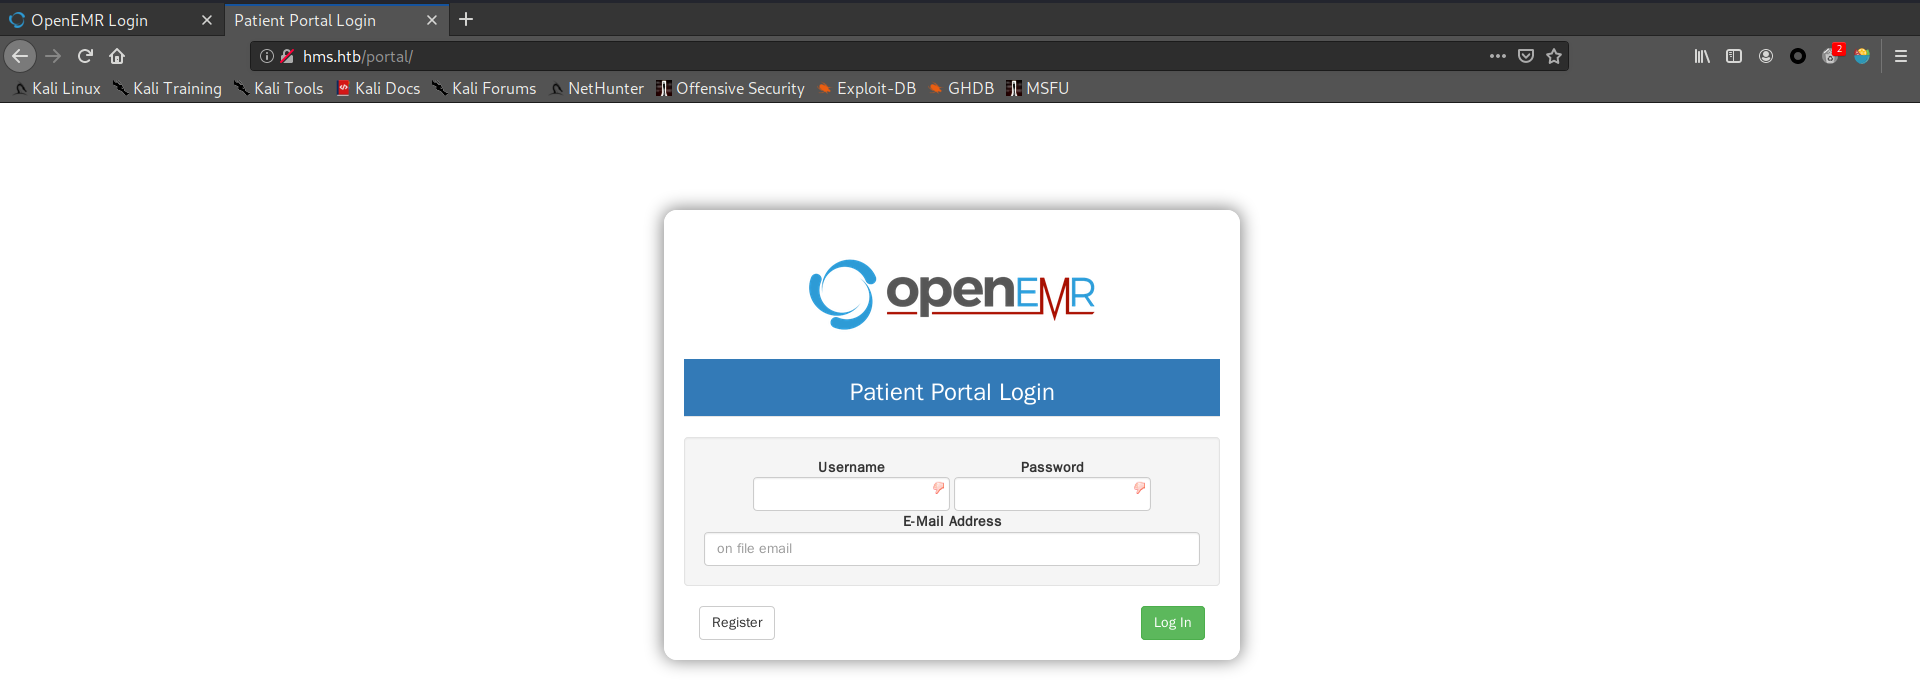 OpenEMR Login Patient Portal Login
hms.htb/portal/
2
Kali Linux Kali Training Kali Tools Kali Docs Kali Forums NetHunter Offensive Security Exploit-DB GHDB MSFU
openEMR
Patient Portal Login
Username Password
E-Mail Address
on file email
Register Log In